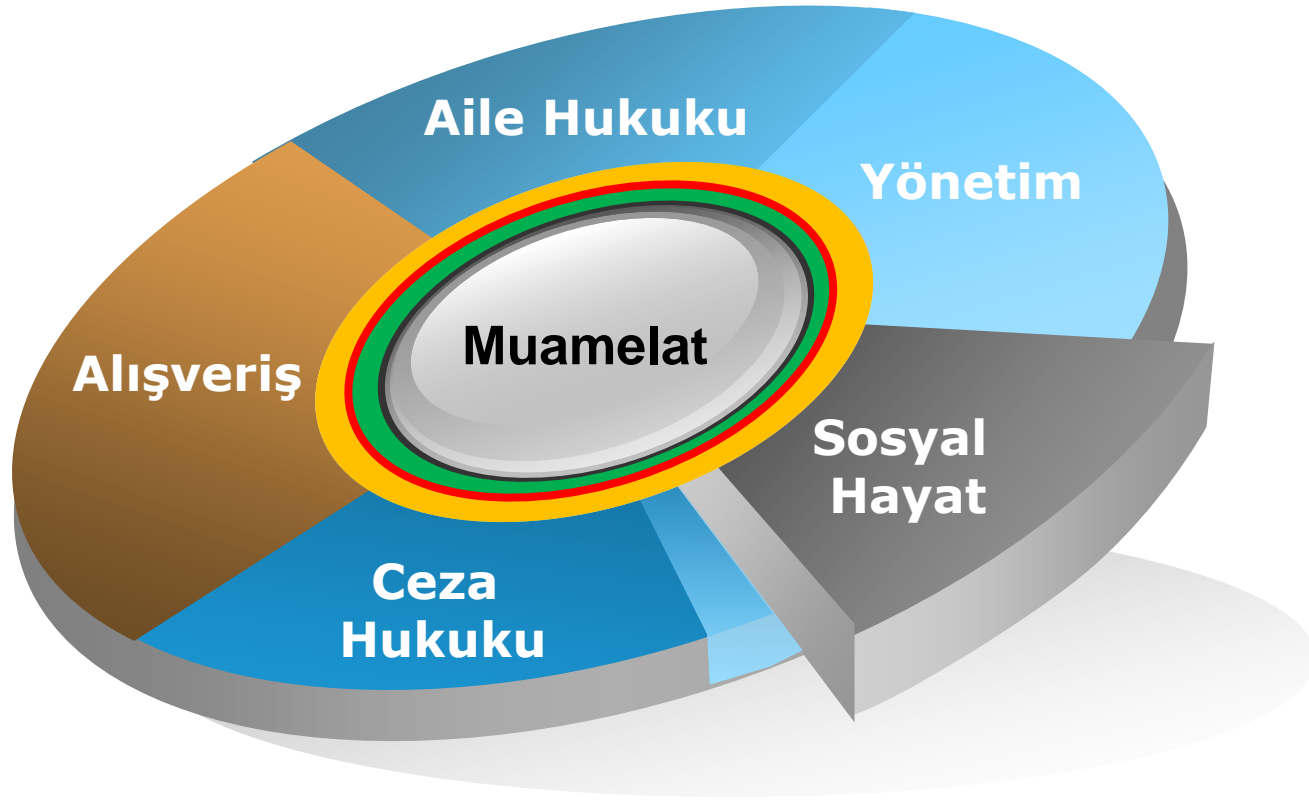 Aile Hukuku
Yönetim
Muamelat
Alışveriş
Sosyal
Hayat
Ceza
Hukuku